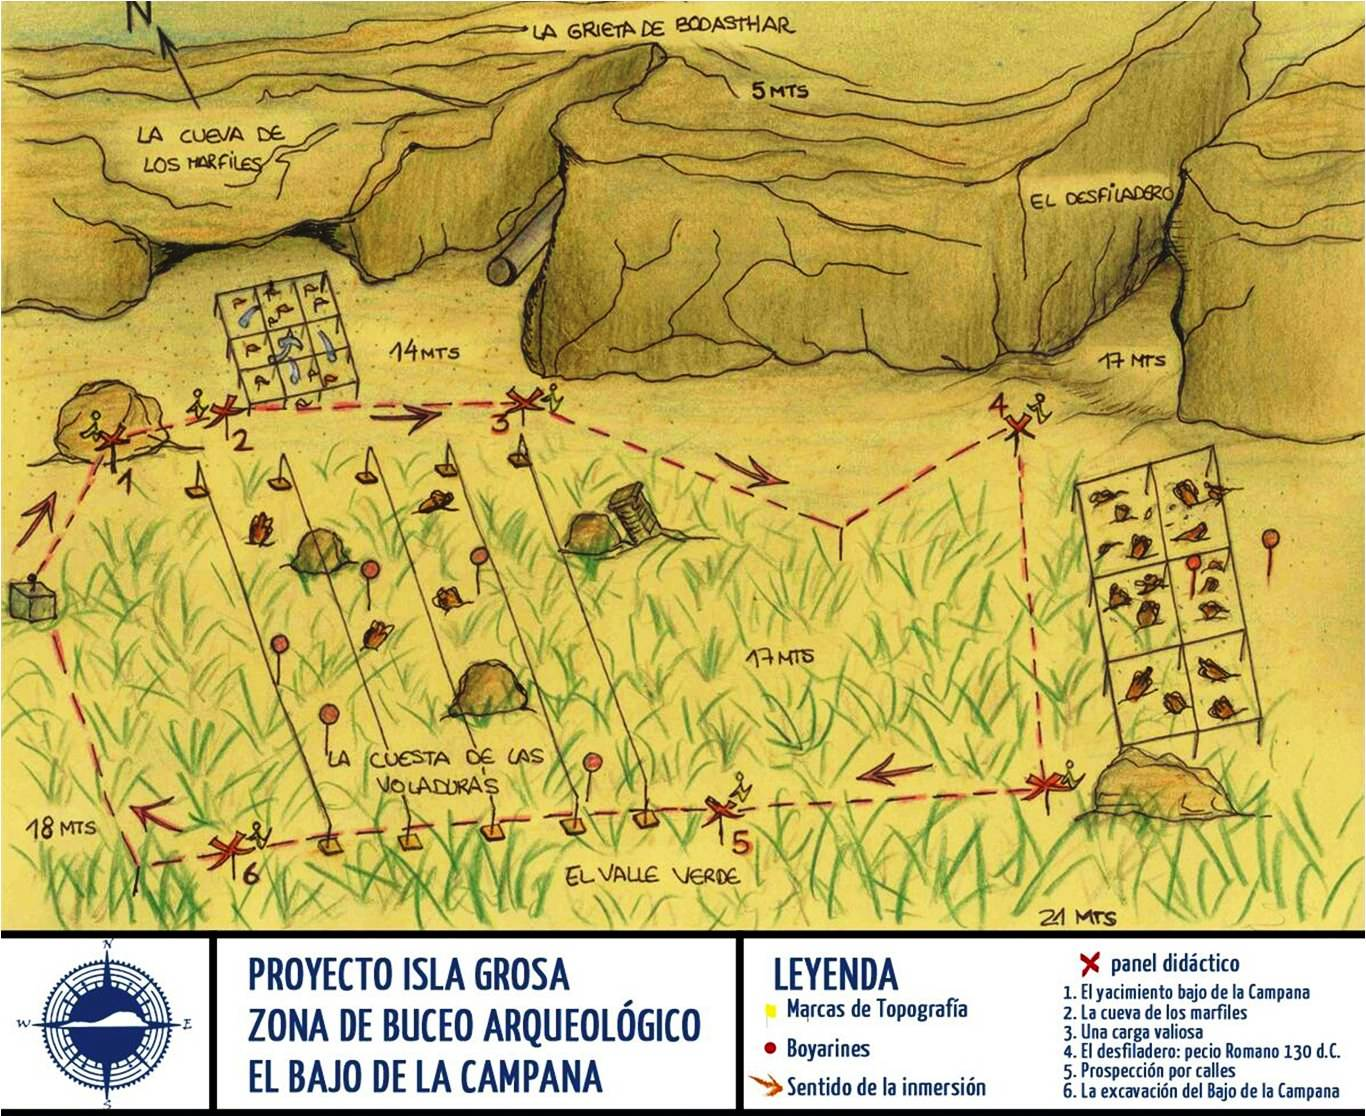 N
LA GRIETA DE BODASTHAR
5 MTS
LA CUEVA DE
LOS MARFILES
EL DESFILADERO
14 MTS
17 MTS
1
2
3
4
17 MTS
LA CUESTA DE LAS
VOLADURAS
18 MTS
6
5
EL VALLE VERDE
21 MTS
N
W
E
S
PROYECTO ISLA GROSA
ZONA DE BUCEO ARQUEOLÓGICO
EL BAJO DE LA CAMPANA
LEYENDA
Marcas de Topografía
Boyarines
Sentido de la inmersión
panel didáctico
1. El yacimiento bajo de la Campana
2. La cueva de los marfiles
3. Una carga valiosa
4. El desfiladero: pecio Romano 130 d.C.
5. Prospección por calles
6. La excavación del Bajo de la Campana